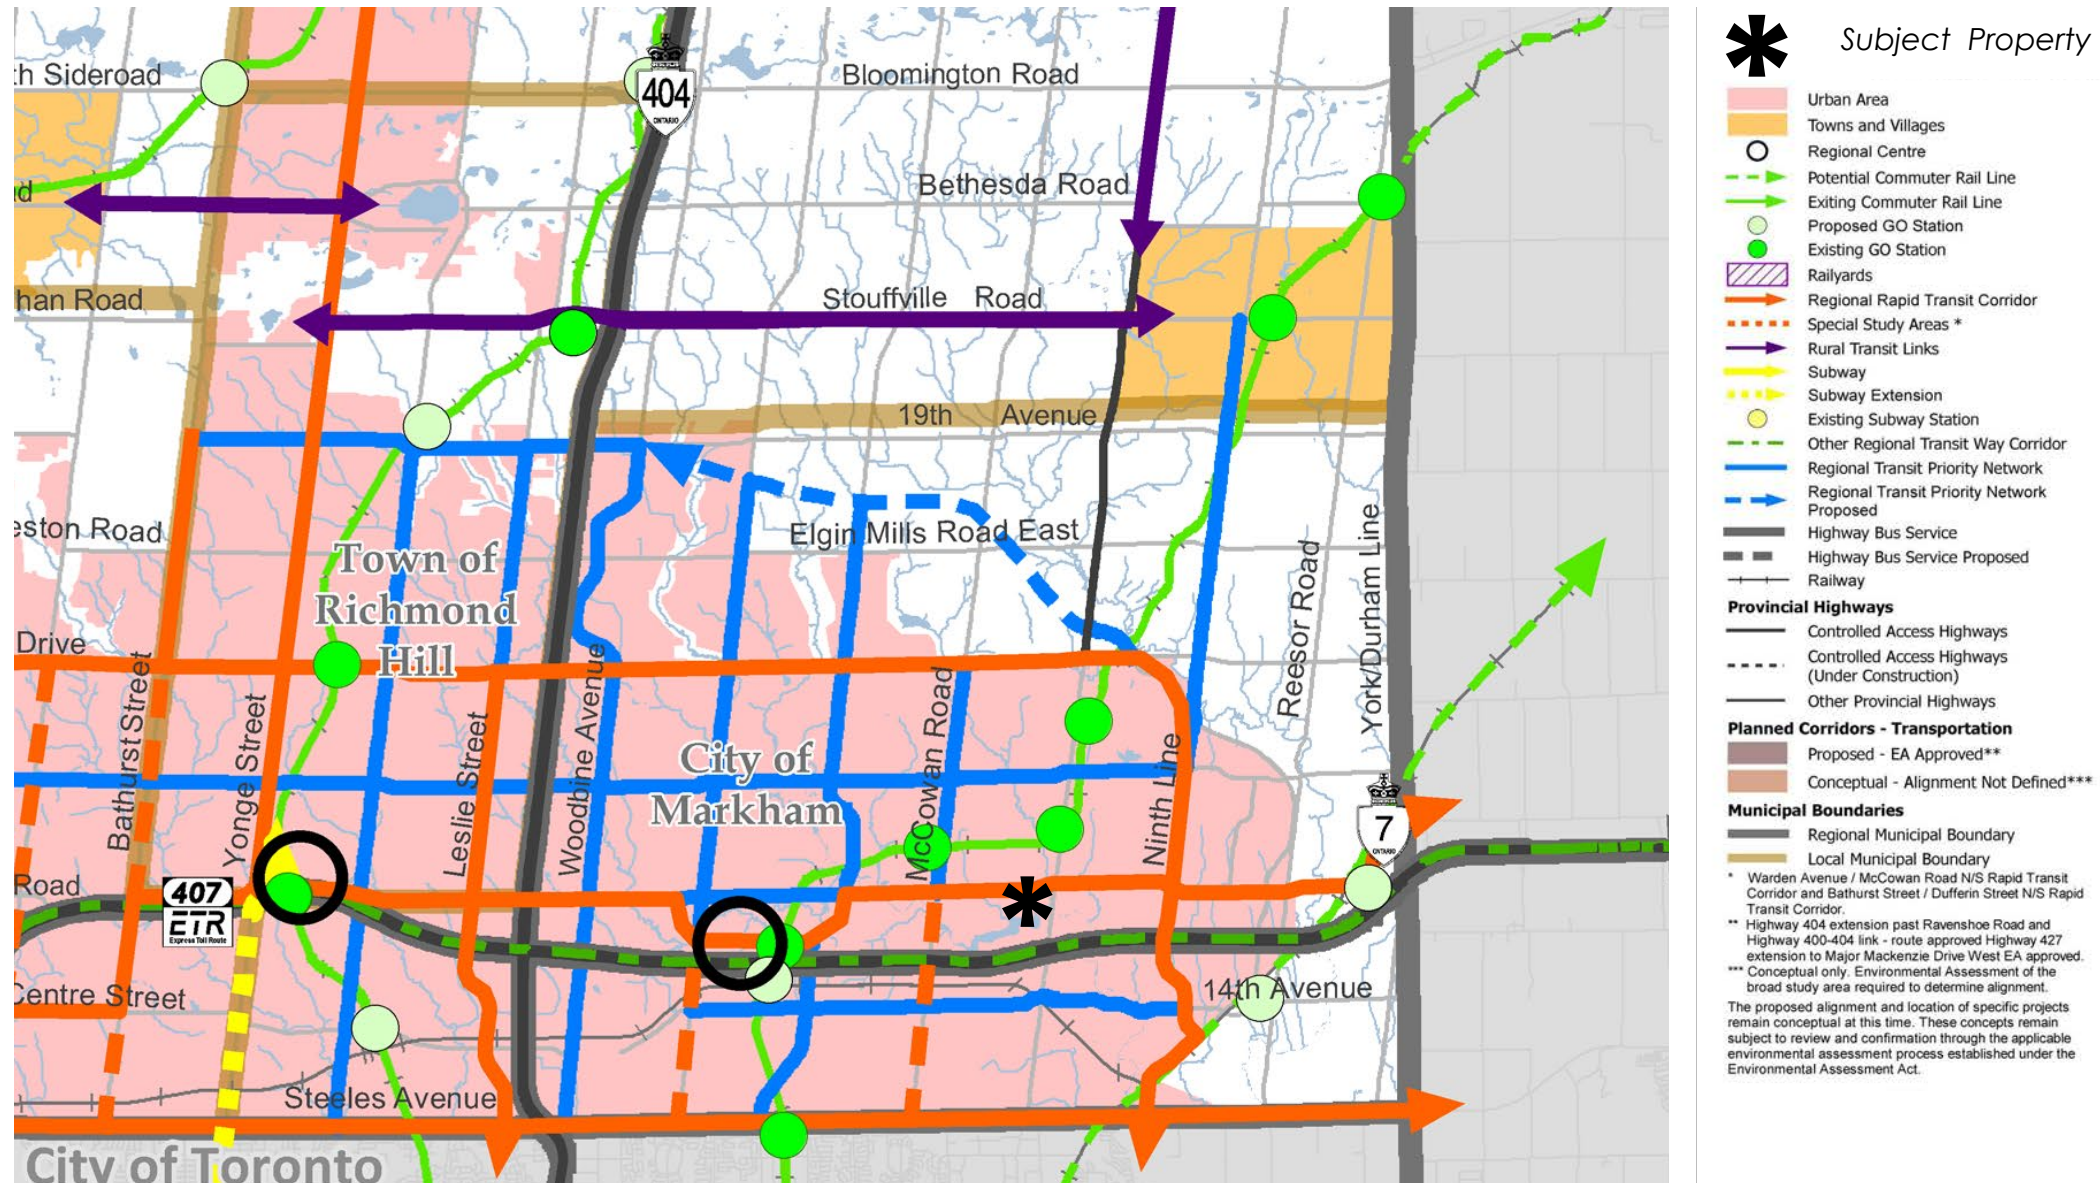 th Sideroad
404
ONTARIO
Bloomington Road
Bethesda Road
han Road
Stouffville Road
19th Avenue
eston Road
Elgin Mills Road East
Town of
Richmond
Hill
Drive
Bathurst Street
Yonge Street
Leslie Street
Woodbine Avenue
City of
Markham
McCowan Road
Ninth Line
Reesor Road
York/Durham Line
7
ONTARIO
Road
407
ETR
Express Toll Route
Centre Street
14th Avenue
Steeles Avenue
City of Toronto
Subject Property
Urban Area
Towns and Villages
Regional Centre
Potential Commuter Rail Line
Exiting Commuter Rail Line
Proposed GO Station
Existing GO Station
Railyards
Regional Rapid Transit Corridor
Special Study Areas *
Rural Transit Links
Subway
Subway Extension
Existing Subway Station
Other Regional Transit Way Corridor
Regional Transit Priority Network
Regional Transit Priority Network
Proposed
Highway Bus Service
Highway Bus Service Proposed
Railway
Provincial Highways
Controlled Access Highways
Controlled Access Highways
(Under Construction)
Other Provincial Highways
Planned Corridors - Transportation
Proposed - EA Approved**
Conceptual - Alignment Not Defined***
Municipal Boundaries
Regional Municipal Boundary
Local Municipal Boundary
* Warden Avenue / McCowan Road N/S Rapid Transit
Corridor and Bathurst Street / Dufferin Street N/S Rapid
Transit Corridor.
** Highway 404 extension past Ravenshoe Road and
Highway 400-404 link - route approved Highway 427
extension to Major Mackenzie Drive West EA approved.
*** Conceptual only. Environmental Assessment of the
broad study area required to determine alignment.
The proposed alignment and location of specific projects
remain conceptual at this time. These concepts remain
subject to review and confirmation through the applicable
environmental assessment process established under the
Environmental Assessment Act.